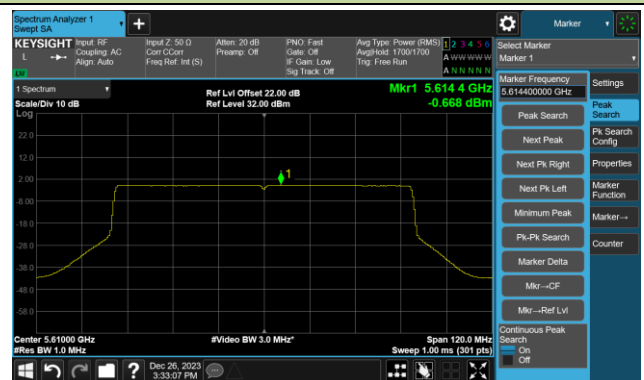 Spectrum Analyzer 1
Swept SA
Marker
KEYSIGHT
L
Input: RF
Coupling: AC
Align: Auto
Input Z: 50 Ω
Corr CCorr
Freq Ref: Int (S)
Atten: 20 dB
Preamp: Off
PNO: Fast
Gate: Off
IF Gain: Low
Sig Track: Off
Avg Type: Power (RMS)
Avg|Hold: 1700/1700
Trig: Free Run
1 2 3 4 5 6
A W W W W W
A N N N N N
Select Marker
Marker 1
1 Spectrum
Scale/Div 10 dB
Log
Ref Lvl Offset 22.00 dB
Ref Level 32.00 dBm
Mkr1 5.614 4 GHz
-0.668 dBm
22.0
12.0
2.00
-8.00
-18.0
-28.0
-38.0
-48.0
-58.0
1
Center 5.61000 GHz
#Res BW 1.0 MHz
#Video BW 3.0 MHz*
Span 120.0 MHz
Sweep 1.00 ms (301 pts)
Dec 26, 2023
3:33:07 PM
Marker Frequency
5.614400000 GHz
Peak Search
Next Peak
Next Pk Right
Next Pk Left
Minimum Peak
Pk-Pk Search
Marker Delta
Mkr→CF
Mkr→Ref Lvl
Continuous Peak
Search
On
Off
Settings
Peak
Search
Pk Search
Config
Properties
Marker
Function
Marker→
Counter